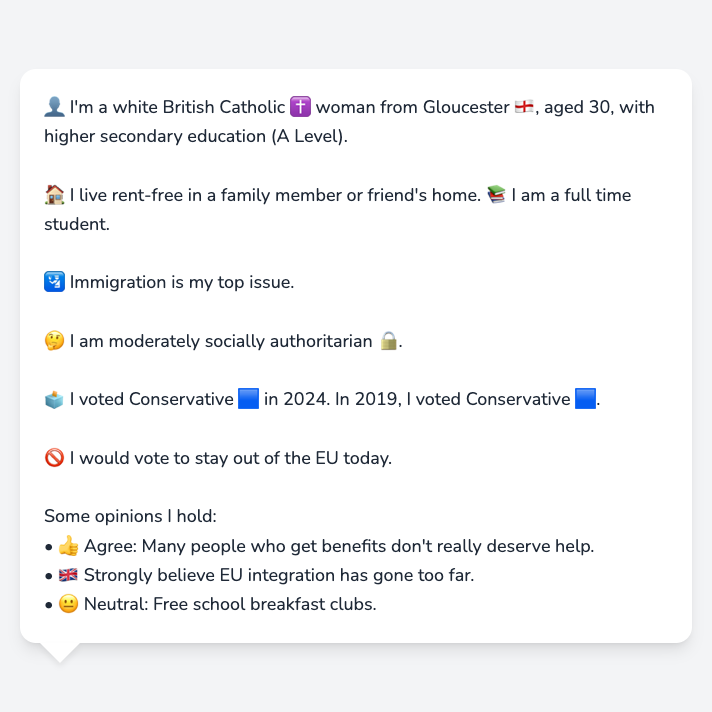 👤 I'm a white British Catholic ✝️ woman from Gloucester 🏴󠁧󠁢󠁥󠁮󠁧󠁿, aged 30, with
higher secondary education (A Level).
🏠 I live rent-free in a family member or friend's home. 📚 I am a full time
student.
🛂 Immigration is my top issue.
🤔 I am moderately socially authoritarian 🔒.
🗳️ I voted Conservative 🟦 in 2024. In 2019, I voted Conservative 🟦.
🚫 I would vote to stay out of the EU today.
Some opinions I hold:
• 👍 Agree: Many people who get benefits don't really deserve help.
• 🇬🇧 Strongly believe EU integration has gone too far.
• 😐 Neutral: Free school breakfast clubs.